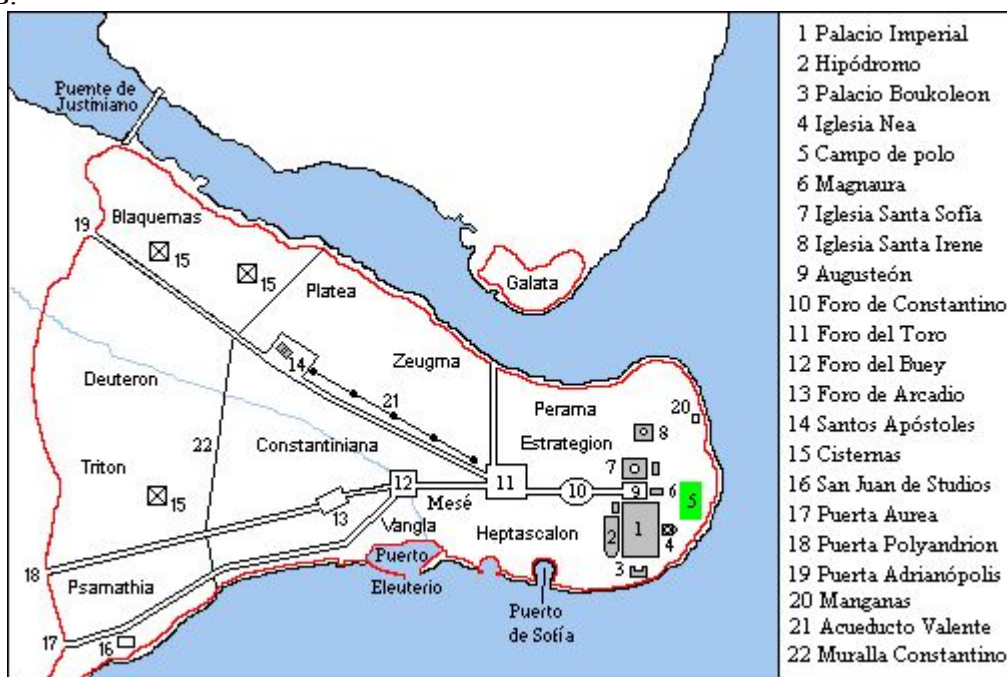 Puente de
Justiniano
Blaquernas
19
15
15
Platea
Galata
Zeugma
14
Deuteron
21
Perama
20
Estrategion
8
22
Constantiniana
7
Triton
12
11
10
9
6
5
15
Mesé
13
Vangla
Heptascalon
2
1
4
Puerto
18
3
Psamathia
Eleuterio
Puerto
de Sofía
17
16
1 Palacio Imperial
2 Hipódromo
3 Palacio Boukoleon
4 Iglesia Nea
5 Campo de polo
6 Magnaura
7 Iglesia Santa Sofía
8 Iglesia Santa Irene
9 Augusteón
10 Foro de Constantino
11 Foro del Toro
12 Foro del Buey
13 Foro de Arcadio
14 Santos Apóstoles
15 Cisternas
16 San Juan de Studios
17 Puerta Aurea
18 Puerta Polyandrion
19 Puerta Adrianópolis
20 Manganas
21 Acueducto Valente
22 Muralla Constantino